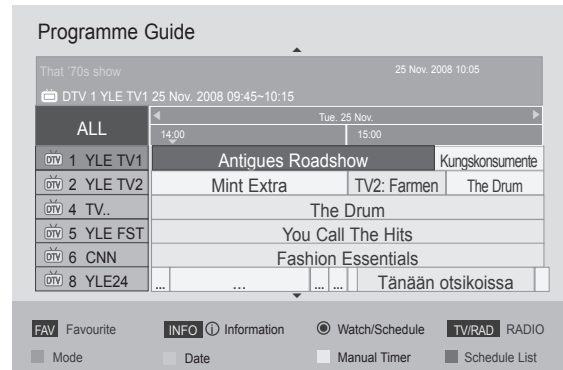 Programme Guide
That '70s show 25 Nov. 2008 10:05
DTV 1 YLE TV1 25 Nov. 2008 09:45~10:15
ALL
Tue. 25 Nov.
14:00 15:00
DTV 1 YLE TV1 Antigues Roadshow Kungskonsumente
DTV 2 YLE TV2 Mint Extra TV2: Farmen The Drum
DTV 4 TV.. The Drum
DTV 5 YLE FST You Call The Hits
DTV 6 CNN Fashion Essentials
DTV 8 YLE24 ... ... ... ... Tänään otsikoissa
FAV Favourite INFO i Information Watch/Schedule TV/RAD RADIO
Mode Date Manual Timer Schedule List